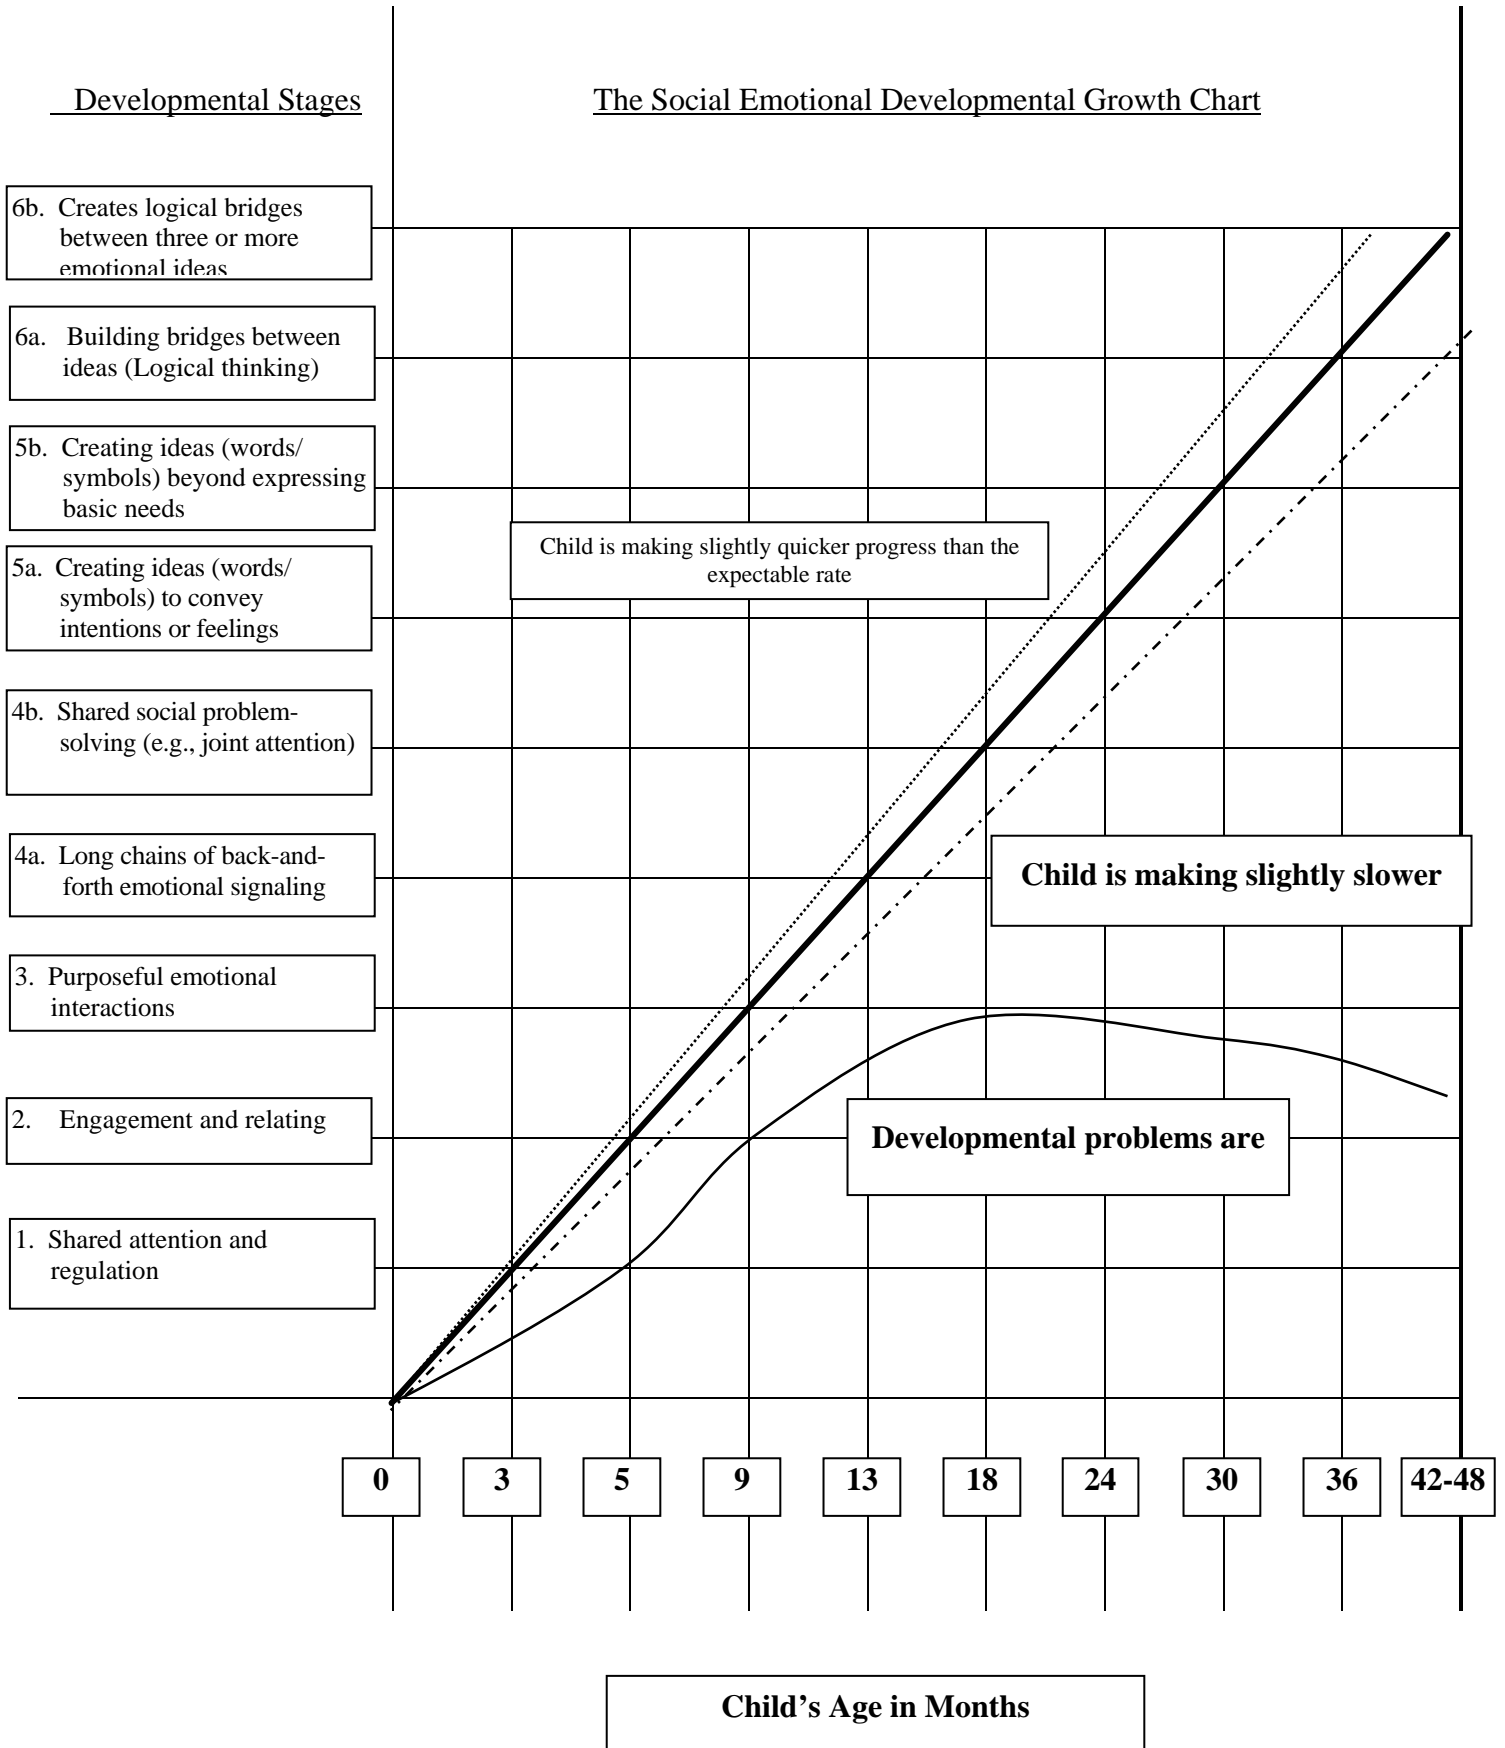 Developmental Stages
The Social Emotional Developmental Growth Chart
6b. Creates logical bridges
between three or more
emotional ideas
6a. Building bridges between
ideas (Logical thinking)
5b. Creating ideas (words/
symbols) beyond expressing
basic needs
Child is making slightly quicker progress than the
expectable rate
5a. Creating ideas (words/
symbols) to convey
intentions or feelings
4b. Shared social problem-
solving (e.g., joint attention)
4a. Long chains of back-and-
forth emotional signaling
Child is making slightly slower
3. Purposeful emotional
interactions
2. Engagement and relating
Developmental problems are
1. Shared attention and
regulation
0 3 5 9 13 18 24 30 36 42-48
Child's Age in Months